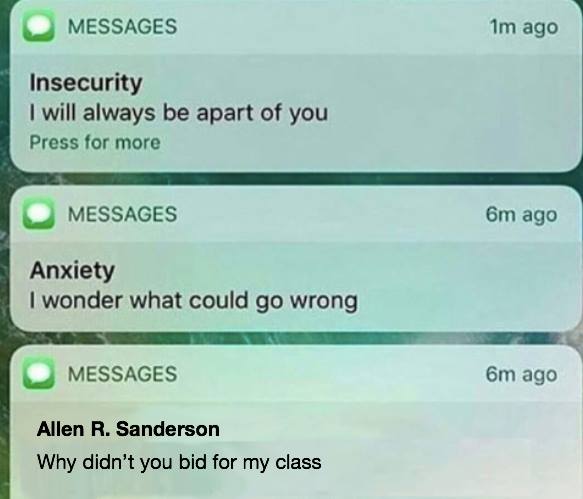 MESSAGES 1m ago
Insecurity
I will always be apart of you
Press for more
MESSAGES 6m ago
Anxiety
I wonder what could go wrong
MESSAGES 6m ago
Allen R. Sanderson
Why didn't you bid for my class